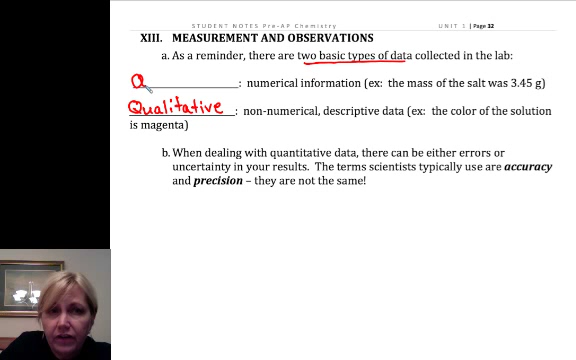 STUDENT NOTES Pre-AP Chemistry UNIT 1 | Page 32
XIII. MEASUREMENT AND OBSERVATIONS
a. As a reminder, there are two basic types of data collected in the lab:
Q : numerical information (ex: the mass of the salt was 3.45 g)
Qualitative : non-numerical, descriptive data (ex: the color of the solution
is magenta)
b. When dealing with quantitative data, there can be either errors or
uncertainty in your results. The terms scientists typically use are accuracy
and precision – they are not the same!